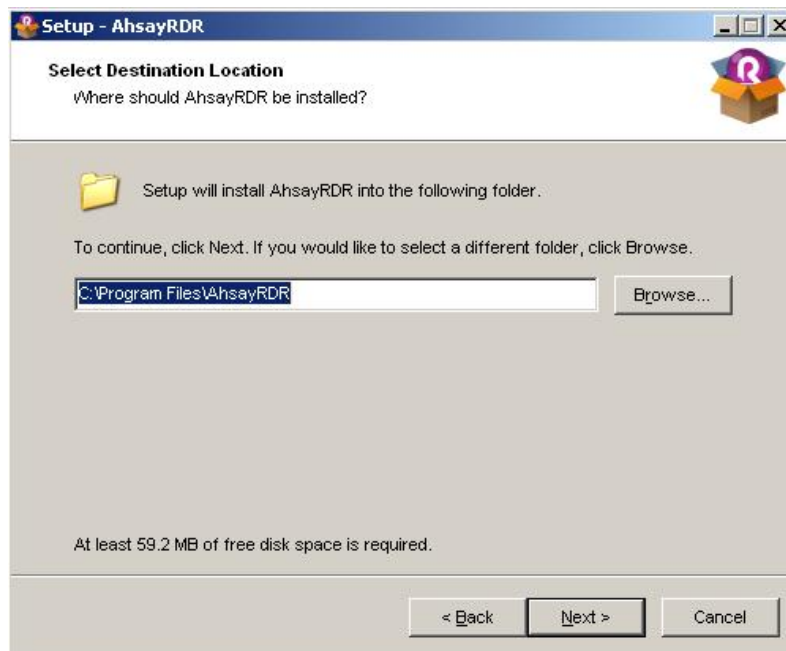 Setup - AhsayRDR
Select Destination Location
Where should AhsayRDR be installed?
R
Setup will install AhsayRDR into the following folder.
To continue, click Next. If you would like to select a different folder, click Browse.
C:\Program Files\AhsayRDR
Browse...
At least 59.2 MB of free disk space is required.
< Back Next > Cancel